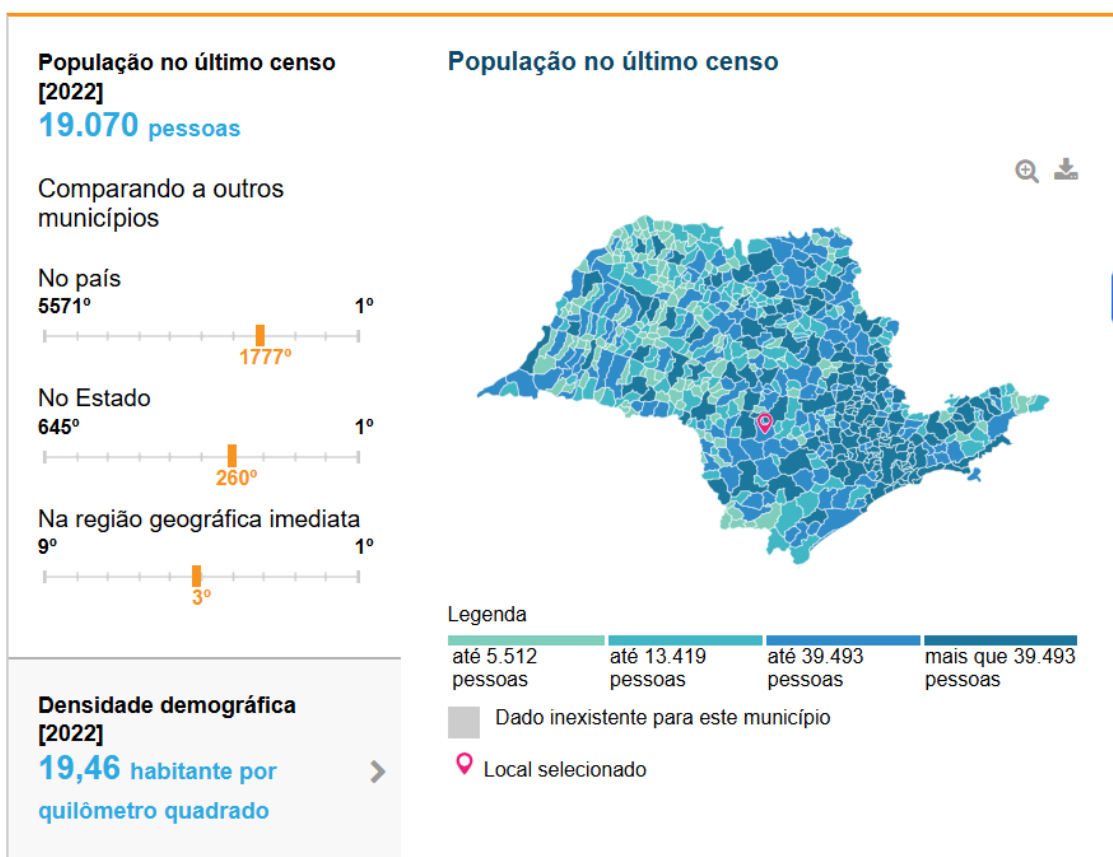 População no último censo
[2022]
19.070 pessoas
Comparando a outros
municípios
No país
5571º 1º
1777º
No Estado
645º 1º
260º
Na região geográfica imediata
9º 1º
3º
Densidade demográfica
[2022]
19,46 habitante por
quilômetro quadrado
População no último censo
Legenda
até 5.512
pessoas
até 13.419
pessoas
até 39.493
pessoas
mais que 39.493
pessoas
Dado inexistente para este município
Local selecionado